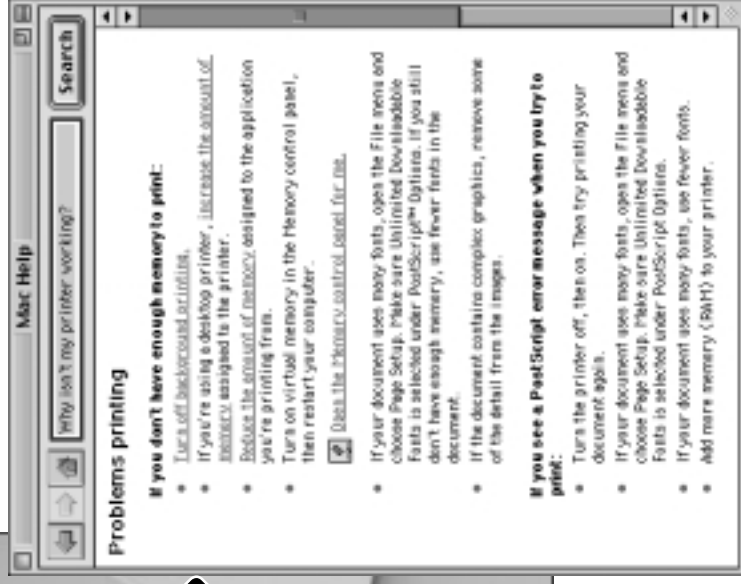 Mac Help
Why isn't my printer working?
Search
Problems printing
If you don't have enough memory to print:
• Turn off background printing.
• If you're using a desktop printer, increase the amount of
memory assigned to the printer.
• Reduce the amount of memory assigned to the application
you're printing from.
• Turn on virtual memory in the Memory control panel,
then restart your computer.
Open the Memory control panel for me.
• If your document uses many fonts, open the File menu and
choose Page Setup. Make sure Unlimited Downloadable
Fonts is selected under PostScript™ Options. If you still
don't have enough memory, use fewer fonts in the
document.
• If the document contains complex graphics, remove some
of the detail from the images.
If you see a PostScript error message when you try to
print:
• Turn the printer off, then on. Then try printing your
document again.
• If your document uses many fonts, open the File menu and
choose Page Setup. Make sure Unlimited Downloadable
Fonts is selected under PostScript Options.
• If your document uses many fonts, use fewer fonts.
• Add more memory (RAM) to your printer.